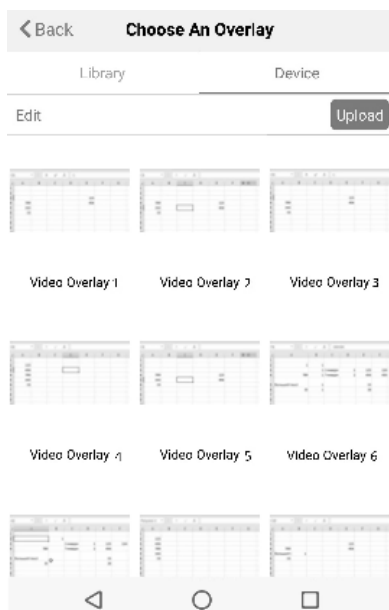 Back Choose An Overlay
Library Device
Edit Upload
Video Overlay 1 Video Overlay 2 Video Overlay 3
Video Overlay 4 Video Overlay 5 Video Overlay 6